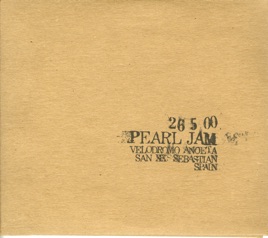 26 5 00
PEARL JAM
VELODROMO ANOETA
SAN SEBASTIAN
SPAIN